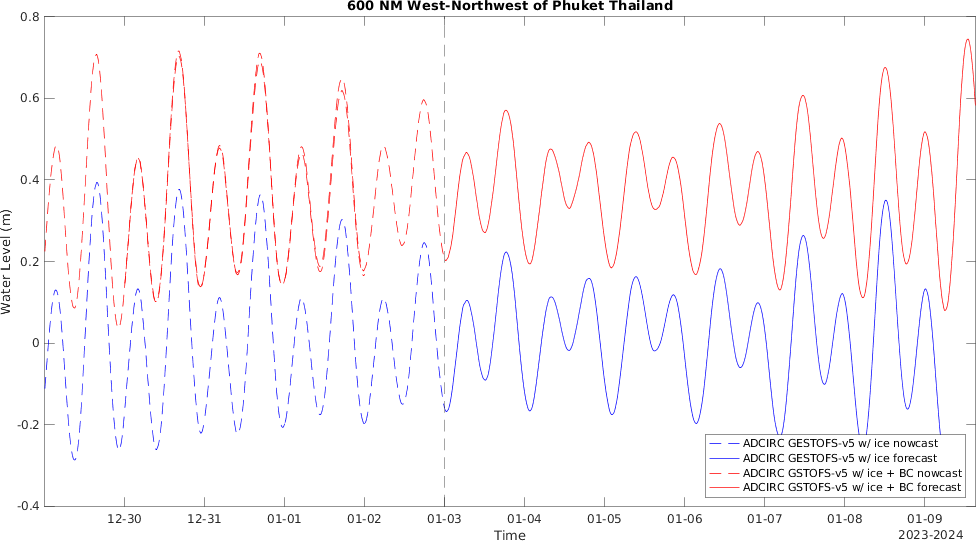 600 NM West-Northwest of Phuket Thailand
0.8
0.6
0.4
0.2
0
-0.2
-0.4
Water Level (m)
ADCIRC GESTOFS-v5 w/ ice nowcast
ADCIRC GESTOFS-v5 w/ ice forecast
ADCIRC GSTOFS-v5 w/ ice + BC nowcast
ADCIRC GSTOFS-v5 w/ ice + BC forecast
12-30 12-31 01-01 01-02 01-03 01-04 01-05 01-06 01-07 01-08 01-09
Time
2023-2024